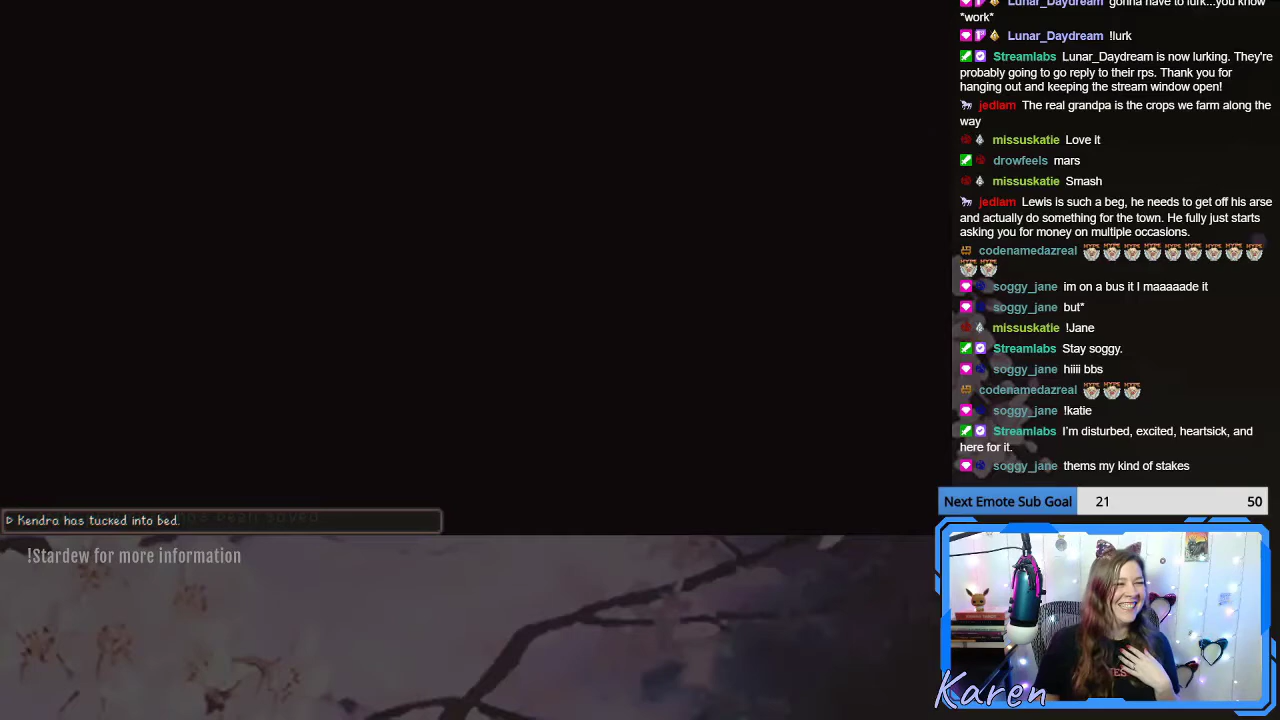 Lunar_Daydream gonna have to lurk...you know
*work*
Lunar_Daydream !lurk
Streamlabs Lunar_Daydream is now lurking. They're
probably going to go reply to their rps. Thank you for
hanging out and keeping the stream window open!
jedlam The real grandpa is the crops we farm along the
way
missuskatie Love it
drowfeels mars
missuskatie Smash
jedlam Lewis is such a beg, he needs to get off his arse
and actually do something for the town. He fully just starts
asking you for money on multiple occasions.
codenamedazreal
soggy_jane im on a bus it I maaaaade it
soggy_jane but*
missuskatie !Jane
Streamlabs Stay soggy.
soggy_jane hiiii bbs
codenamedazreal
soggy_jane !katie
Streamlabs I'm disturbed, excited, heartsick, and
here for it.
soggy_jane thems my kind of stakes
Next Emote Sub Goal 21 50
Kendra has tucked into bed.
!Stardew for more information
Karen